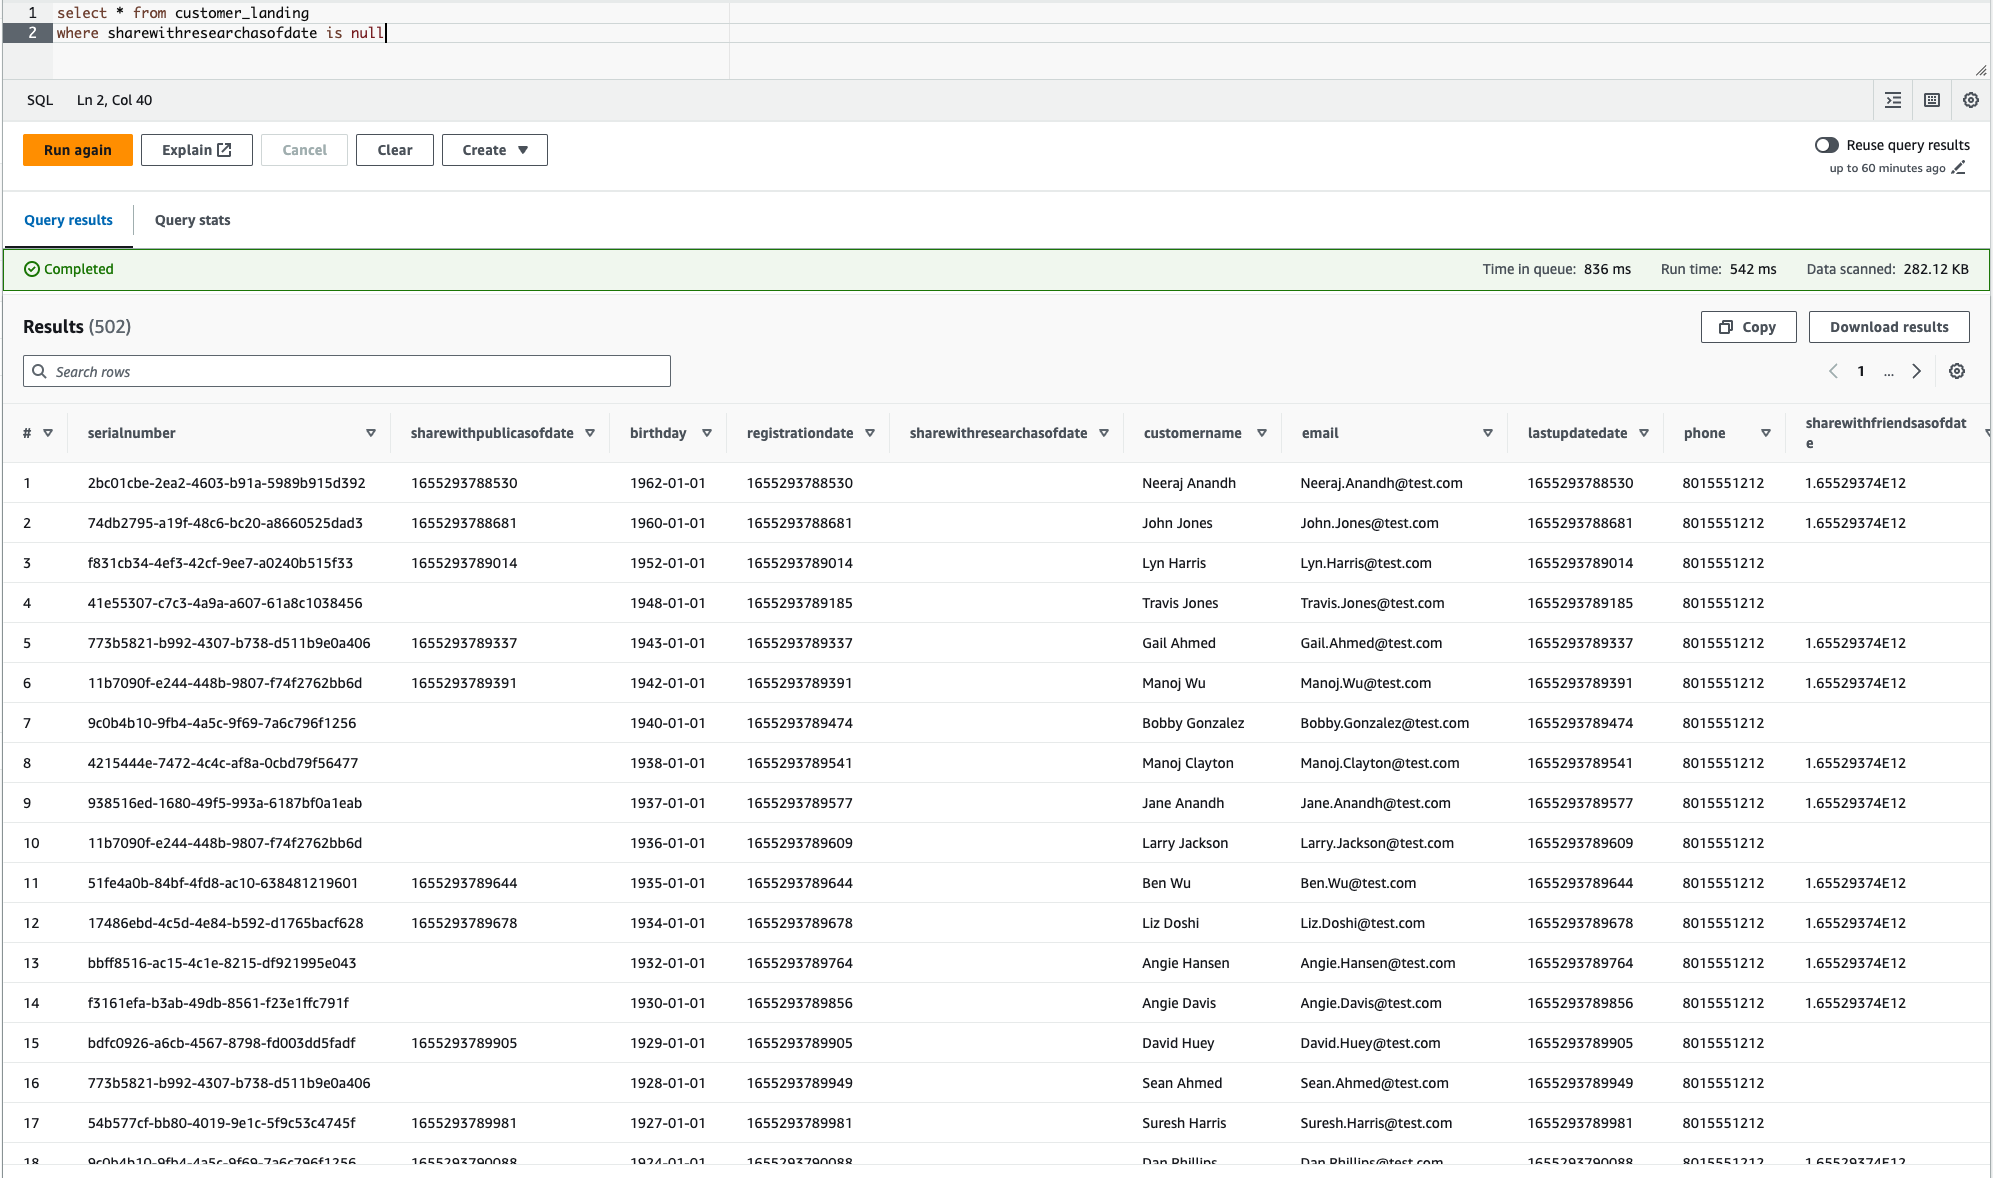 1 select * from customer_landing
2 where sharewithresearchasofdate is null
SQL Ln 2, Col 40
Run again Explain Cancel Clear Create Reuse query results
up to 60 minutes ago
Query results Query stats
Completed Time in queue: 836 ms Run time: 542 ms Data scanned: 282.12 KB
Results (502) Copy Download results
Search rows 1 ...
# serialnumber sharewithpublicasofdate birthday registrationdate sharewithresearchasofdate customername email lastupdatedate phone sharewithfriendsasofdat
e
1 2bc01cbe-2ea2-4603-b91a-5989b915d392 1655293788530 1962-01-01 1655293788530 Neeraj Anandh Neeraj.Anandh@test.com 1655293788530 8015551212 1.65529374E12
2 74db2795-a19f-48c6-bc20-a8660525dad3 1655293788681 1960-01-01 1655293788681 John Jones John.Jones@test.com 1655293788681 8015551212 1.65529374E12
3 f831cb34-4ef3-42cf-9ee7-a0240b515f33 1655293789014 1952-01-01 1655293789014 Lyn Harris Lyn.Harris@test.com 1655293789014 8015551212
4 41e55307-c7c3-4a9a-a607-61a8c1038456 1948-01-01 1655293789185 Travis Jones Travis.Jones@test.com 1655293789185 8015551212
5 773b5821-b992-4307-b738-d511b9e0a406 1655293789337 1943-01-01 1655293789337 Gail Ahmed Gail.Ahmed@test.com 1655293789337 8015551212 1.65529374E12
6 11b7090f-e244-448b-9807-f74f2762bb6d 1655293789391 1942-01-01 1655293789391 Manoj Wu Manoj.Wu@test.com 1655293789391 8015551212 1.65529374E12
7 9c0b4b10-9fb4-4a5c-9f69-7a6c796f1256 1940-01-01 1655293789474 Bobby Gonzalez Bobby.Gonzalez@test.com 1655293789474 8015551212
8 4215444e-7472-4c4c-af8a-0cbd79f56477 1938-01-01 1655293789541 Manoj Clayton Manoj.Clayton@test.com 1655293789541 8015551212 1.65529374E12
9 938516ed-1680-49f5-993a-6187bf0a1eab 1937-01-01 1655293789577 Jane Anandh Jane.Anandh@test.com 1655293789577 8015551212 1.65529374E12
10 11b7090f-e244-448b-9807-f74f2762bb6d 1936-01-01 1655293789609 Larry Jackson Larry.Jackson@test.com 1655293789609 8015551212
11 51fe4a0b-84bf-4fd8-ac10-638481219601 1655293789644 1935-01-01 1655293789644 Ben Wu Ben.Wu@test.com 1655293789644 8015551212 1.65529374E12
12 17486ebd-4c5d-4e84-b592-d1765bacf628 1655293789678 1934-01-01 1655293789678 Liz Doshi Liz.Doshi@test.com 1655293789678 8015551212 1.65529374E12
13 bbff8516-ac15-4c1e-8215-df921995e043 1932-01-01 1655293789764 Angie Hansen Angie.Hansen@test.com 1655293789764 8015551212 1.65529374E12
14 f3161efa-b3ab-49db-8561-f23e1ffc791f 1930-01-01 1655293789856 Angie Davis Angie.Davis@test.com 1655293789856 8015551212 1.65529374E12
15 bdfc0926-a6cb-4567-8798-fd003dd5fadf 1655293789905 1929-01-01 1655293789905 David Huey David.Huey@test.com 1655293789905 8015551212
16 773b5821-b992-4307-b738-d511b9e0a406 1928-01-01 1655293789949 Sean Ahmed Sean.Ahmed@test.com 1655293789949 8015551212
17 54b577cf-bb80-4019-9e1c-5f9c53c4745f 1655293789981 1927-01-01 1655293789981 Suresh Harris Suresh.Harris@test.com 1655293789981 8015551212
18 9c0b4b10-9fb4-4a5c-9f69-7a6c796f1256 1655293790088 1924-01-01 1655293790088 Dan Phillips Dan.Phillips@test.com 1655293790088 8015551212 1.65529374E12